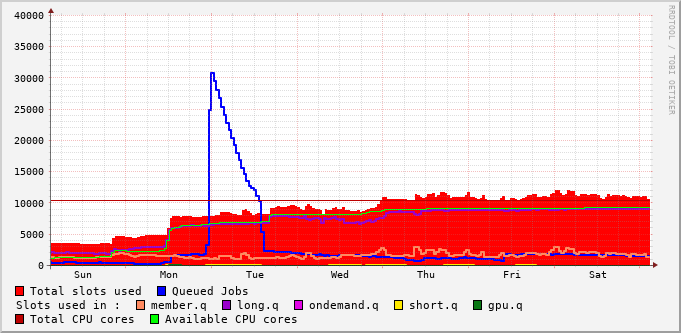 RRDTOOL / TOBI OETIKER
40000
35000
30000
25000
20000
15000
10000
5000
0
Sun Mon Tue Wed Thu Fri Sat
Total slots used Queued Jobs
Slots used in : member.q long.q ondemand.q short.q gpu.q
Total CPU cores Available CPU cores